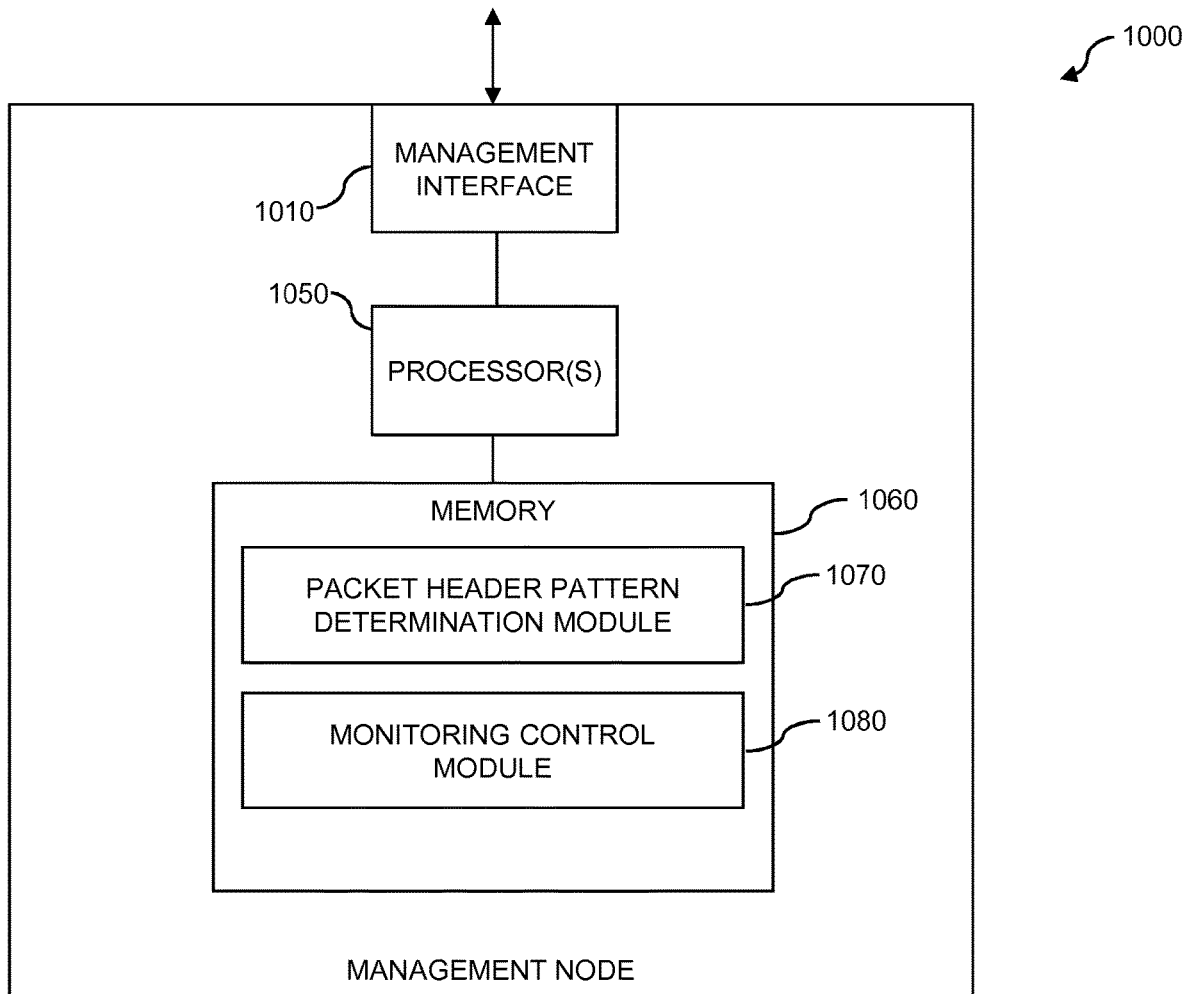 1000
MANAGEMENT
INTERFACE
1010
1050
PROCESSOR(S)
MEMORY
1060
PACKET HEADER PATTERN
DETERMINATION MODULE
1070
MONITORING CONTROL
MODULE
1080
MANAGEMENT NODE